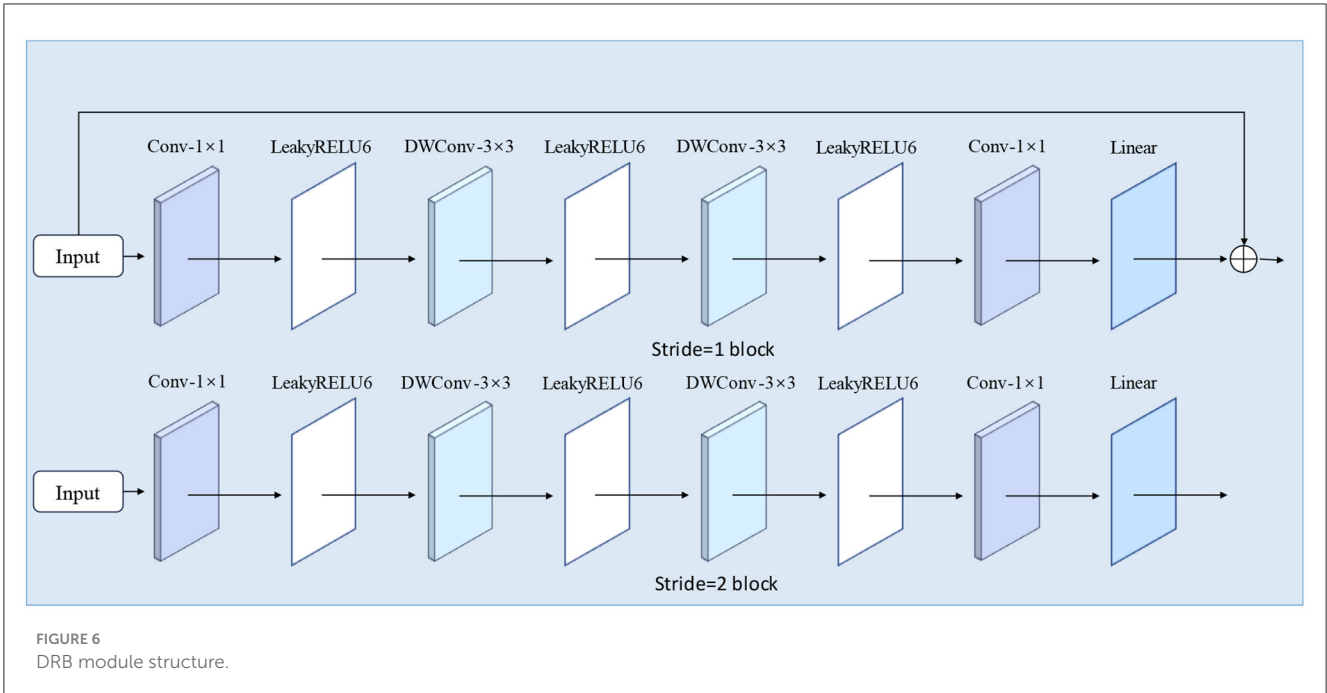 Conv-1×1 LeakyRELU6 DWConv-3×3 LeakyRELU6 DWConv-3×3 LeakyRELU6 Conv-1×1 Linear
Input
Stride=1 block
Conv-1×1 LeakyRELU6 DWConv-3×3 LeakyRELU6 DWConv-3×3 LeakyRELU6 Conv-1×1 Linear
Input
Stride=2 block
FIGURE 6
DRB module structure.